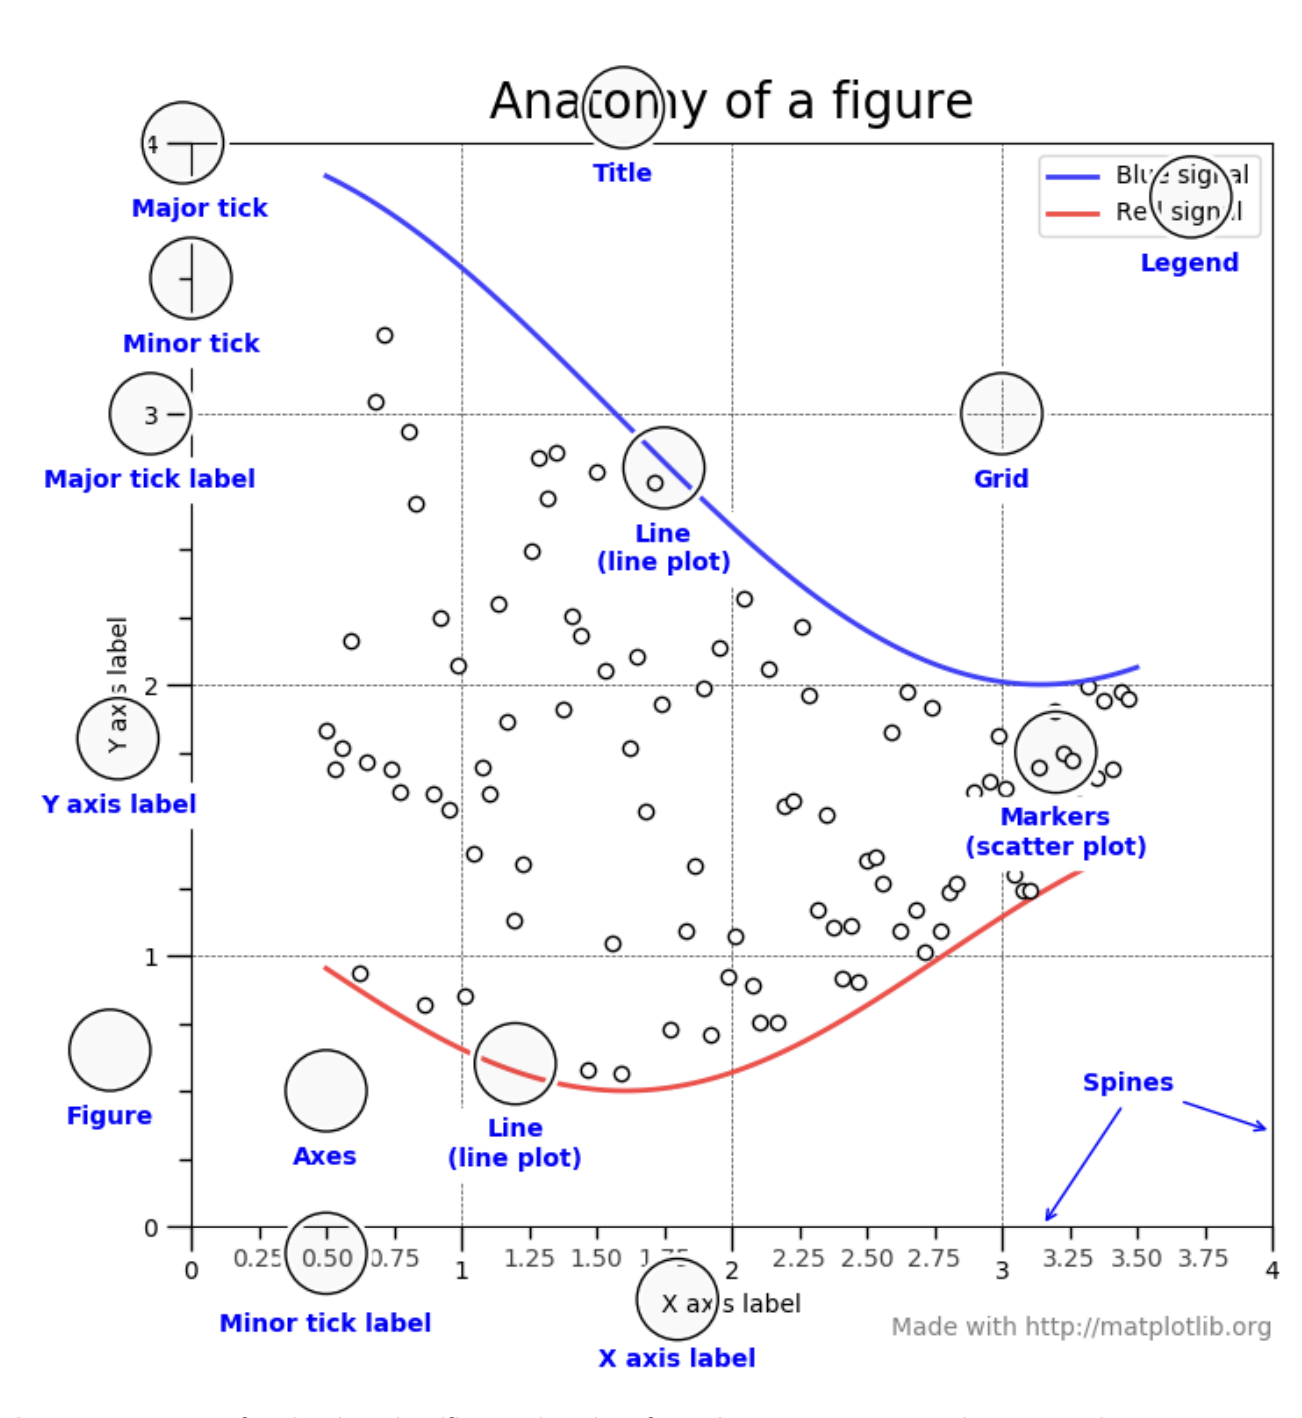 Anatomy of a figure
4
Title
Blue signal
Red signal
Major tick
Legend
Minor tick
3
Major tick label
Grid
Line
(line plot)
Y axis label
2
Y axis label
Markers
(scatter plot)
1
Spines
Figure
Line
(line plot)
Axes
0
0.25 0.50 0.75 1.25 1.50 2.25 2.50 2.75 3.25 3.50 3.75
0 1 2 3 4
X axis label
Minor tick label
Made with http://matplotlib.org
X axis label